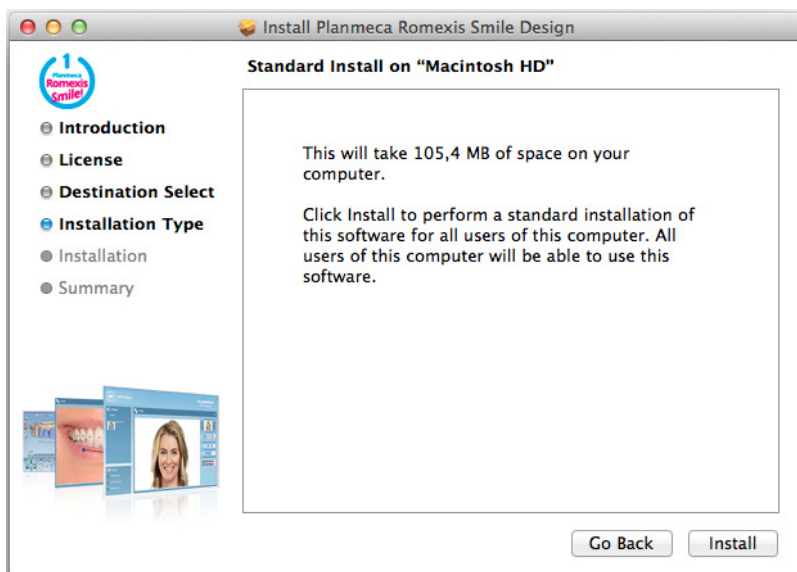 Install Planmeca Romexis Smile Design
1
Planmeca
Romexis
Smile!
Standard Install on “Macintosh HD”
Introduction
License
Destination Select
Installation Type
Installation
Summary
This will take 105,4 MB of space on your
computer.
Click Install to perform a standard installation of
this software for all users of this computer. All
users of this computer will be able to use this
software.
Go Back
Install